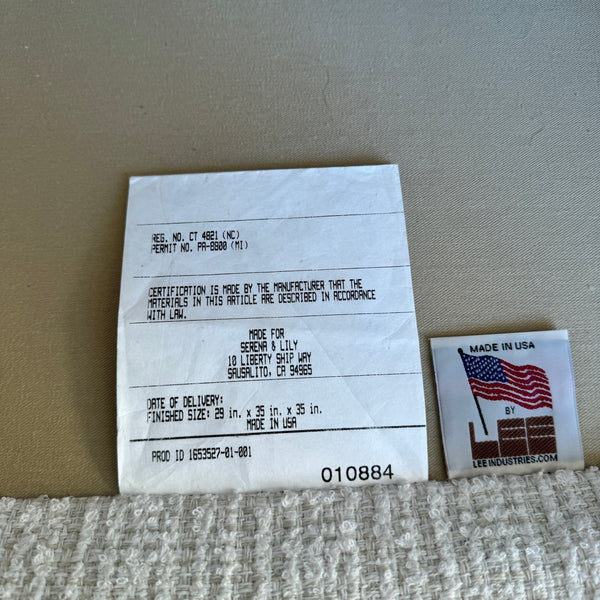 REG. NO. CT 4821 (NC)
PERMIT NO. PA-8800 (MI)
CERTIFICATION IS MADE BY THE MANUFACTURER THAT THE
MATERIALS IN THIS ARTICLE ARE DESCRIBED IN ACCORDANCE
WITH LAW.
MADE FOR
SERENA & LILY
10 LIBERTY SHIP WAY
SAUSALITO, CA 94965
DATE OF DELIVERY:
FINISHED SIZE: 29 in. x 35 in. x 35 in.
MADE IN USA
PROD ID 1653527-01-001
010884
MADE IN USA
BY
LEE
LEEINDUSTRIES.COM